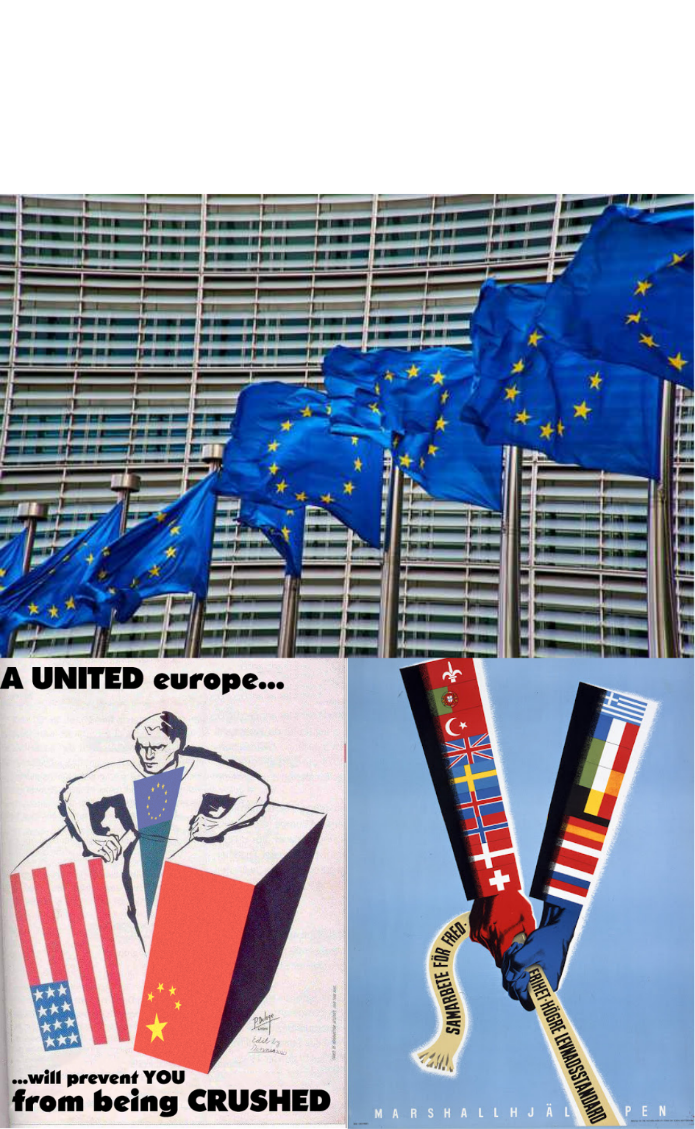 A UNITED europe...
...will prevent YOU
from being CRUSHED
SAMARBETE FÖR FRED-
FRIHET-HÖGRE LEVNADSSTANDARD
MARSHALLHJÄLPEN